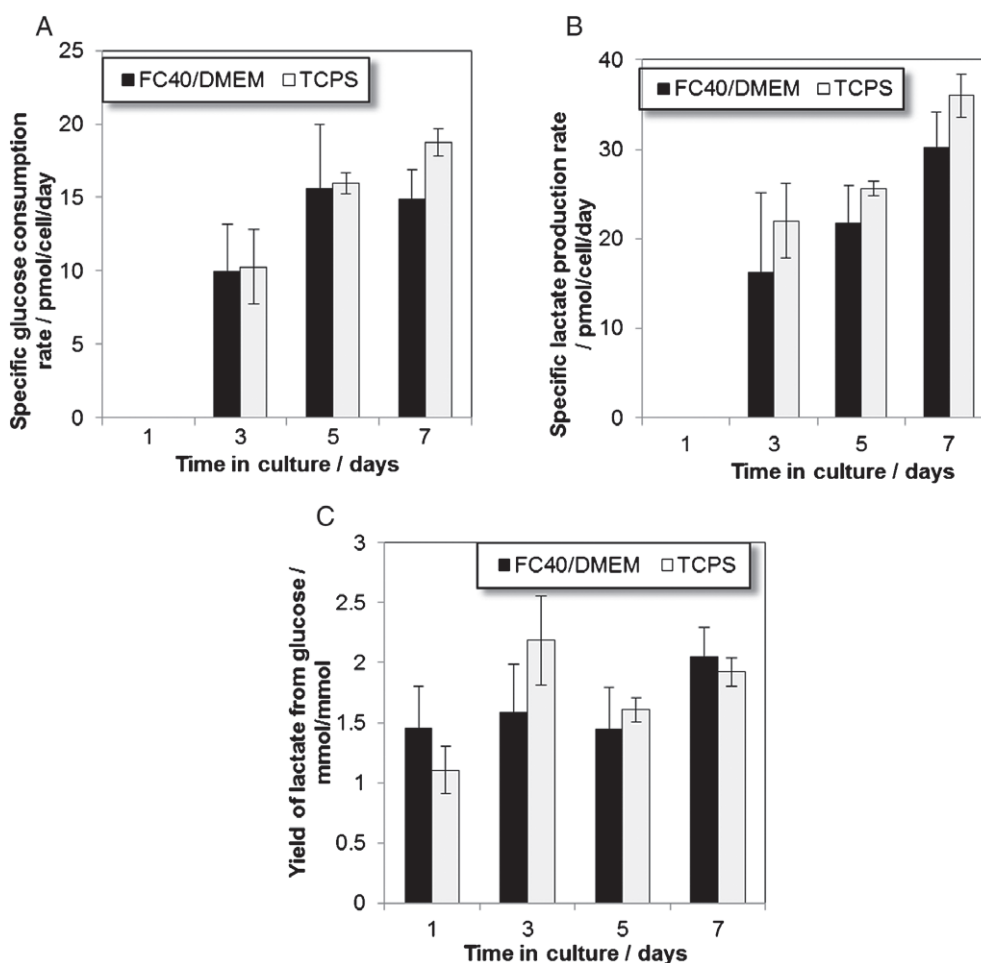 A
Specific glucose consumption
rate / pmol/cell/day
25
20
15
10
5
0
FC40/DMEM TCPS
1 3 5 7
Time in culture / days
B
Specific lactate production rate
/ pmol/cell/day
40
30
20
10
0
FC40/DMEM TCPS
1 3 5 7
Time in culture / days
C
Yield of lactate from glucose /
mmol/mmol
3
2.5
2
1.5
1
0.5
0
FC40/DMEM TCPS
1 3 5 7
Time in culture / days